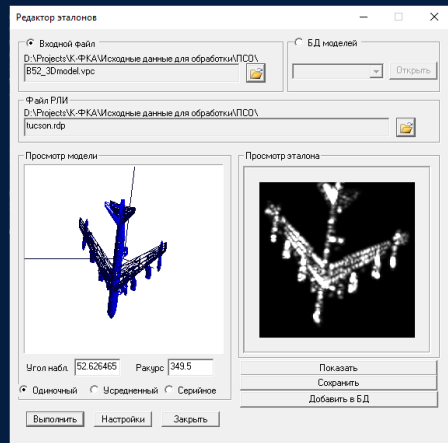 Редактор эталонов
Входной файл
D:\Projects\К-ФКА\Исходные данные для обработки\ПСО\
B52_3Dmodel.vpc
БД моделей
Открыть
Файл РЛИ
D:\Projects\К-ФКА\Исходные данные для обработки\ПСО\
tucson.rdp
Просмотр модели
Просмотр эталона
Угол набл. 52.626465 Ракурс 349.5
Одиночный Усредненный Серийное
Показать
Сохранить
Добавить в БД
Выполнить Настройки Закрыть